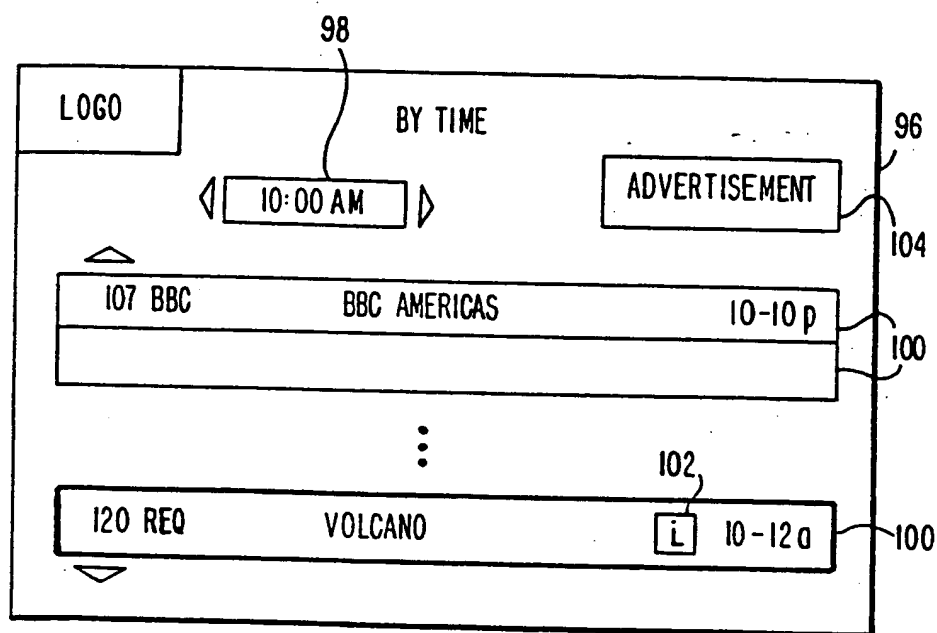 98
LOGO
BY TIME
96
10:00 AM
ADVERTISEMENT
104
107 BBC BBC AMERICAS 10-10 p
100
102
120 REQ VOLCANO i 10-12 a
100